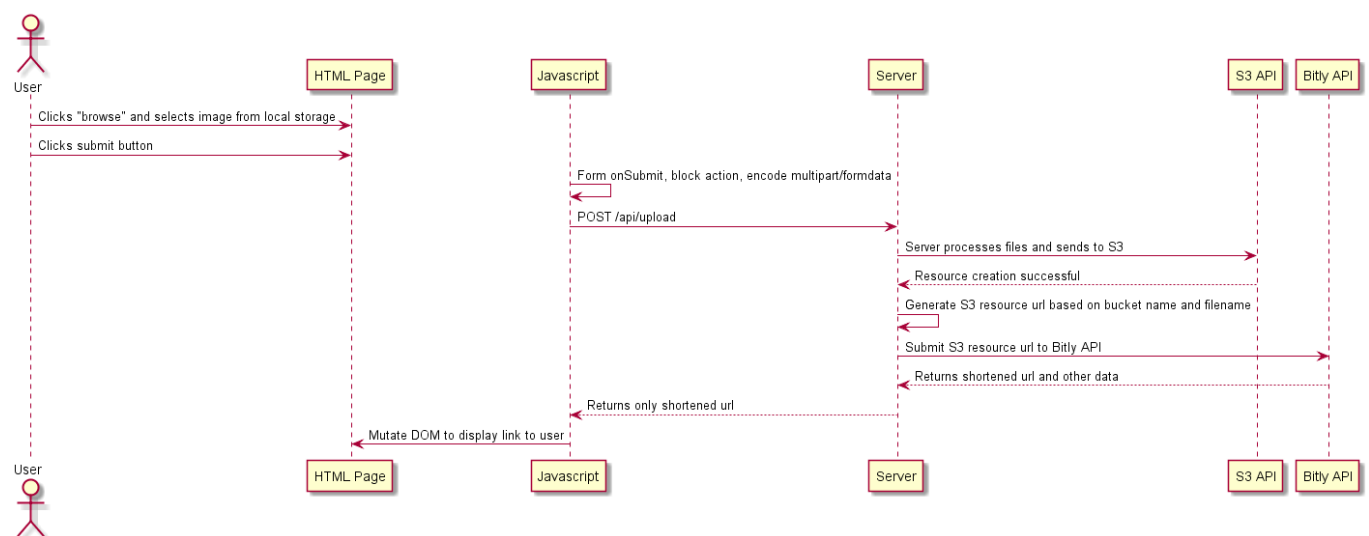 HTML Page
Javascript
Server
S3 API
Bitly API
User
Clicks "browse" and selects image from local storage
Clicks submit button
Form onSubmit, block action, encode multipart/formdata
POST /api/upload
Server processes files and sends to S3
Resource creation successful
Generate S3 resource url based on bucket name and filename
Submit S3 resource url to Bitly API
Returns shortened url and other data
Returns only shortened url
Mutate DOM to display link to user
User
HTML Page
Javascript
Server
S3 API
Bitly API